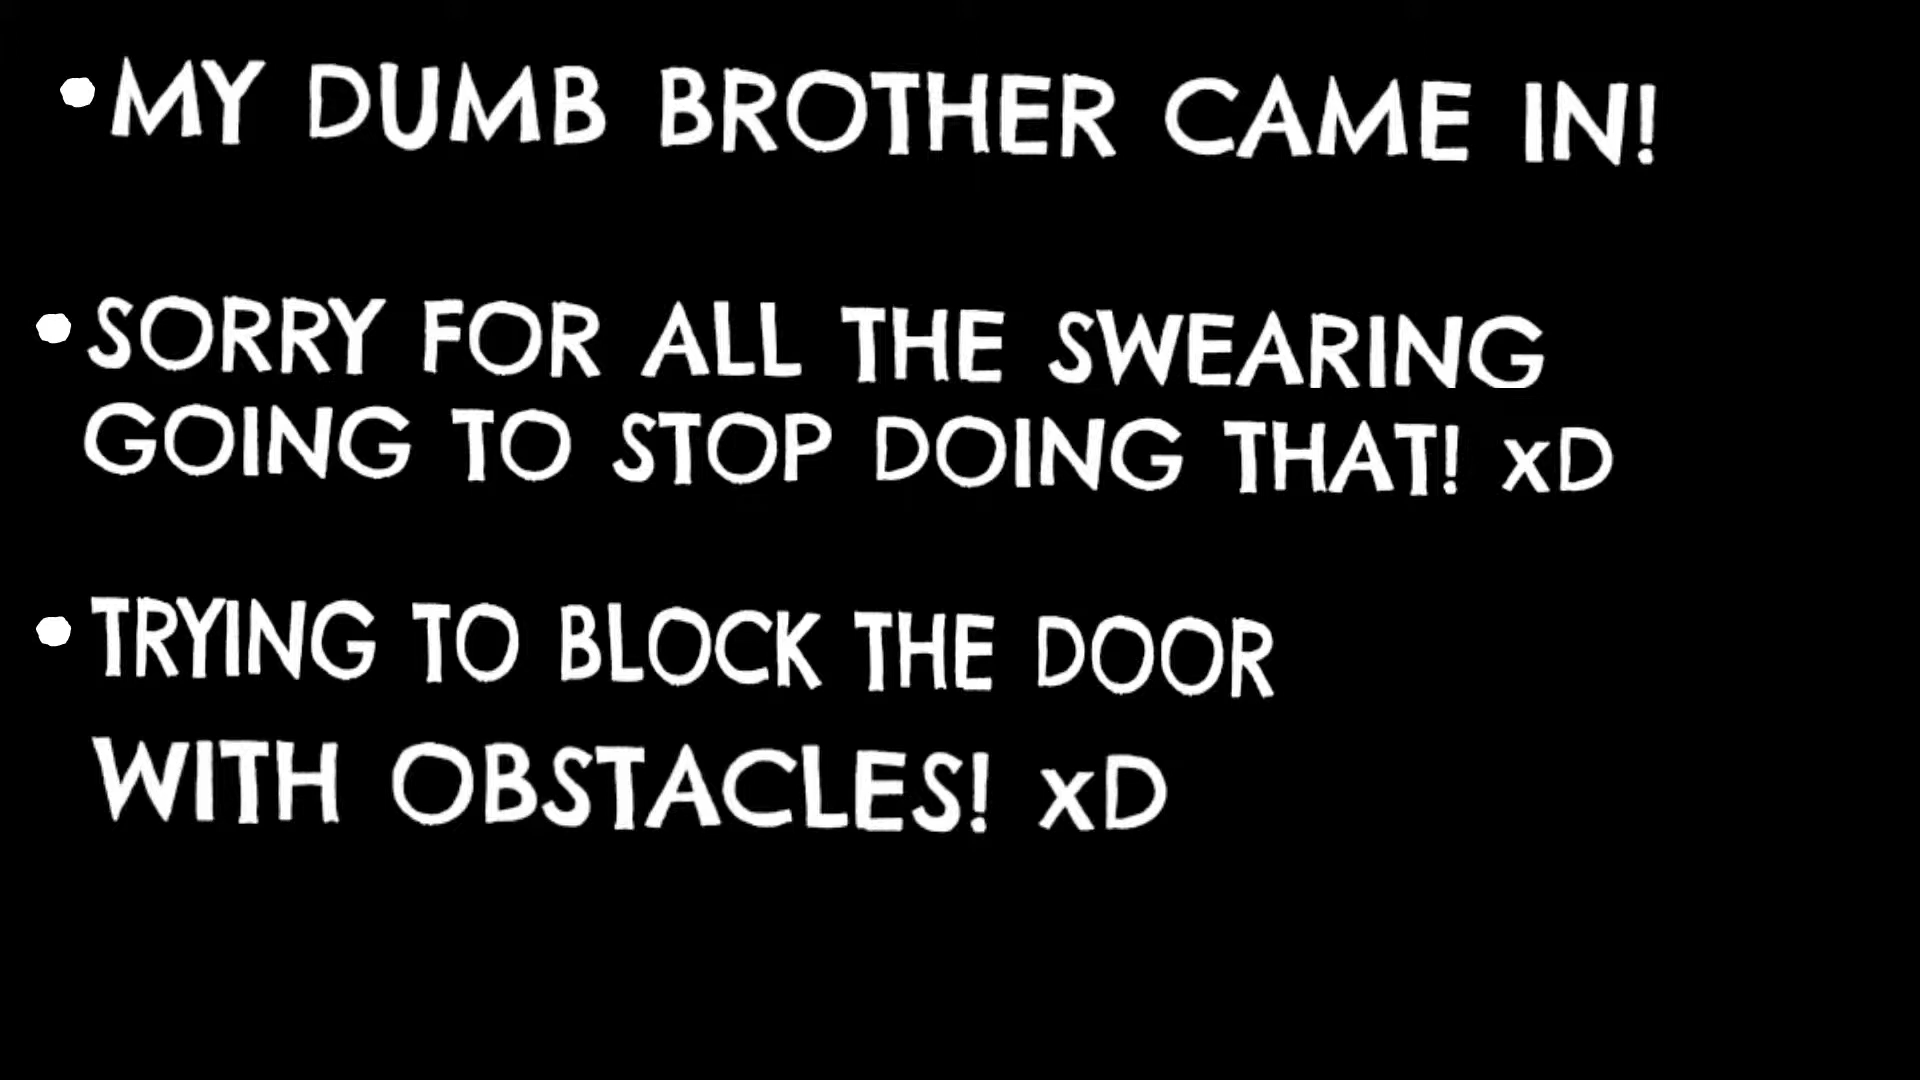 • MY DUMB BROTHER CAME IN!
• SORRY FOR ALL THE SWEARING
GOING TO STOP DOING THAT! xD
• TRYING TO BLOCK THE DOOR
WITH OBSTACLES! xD